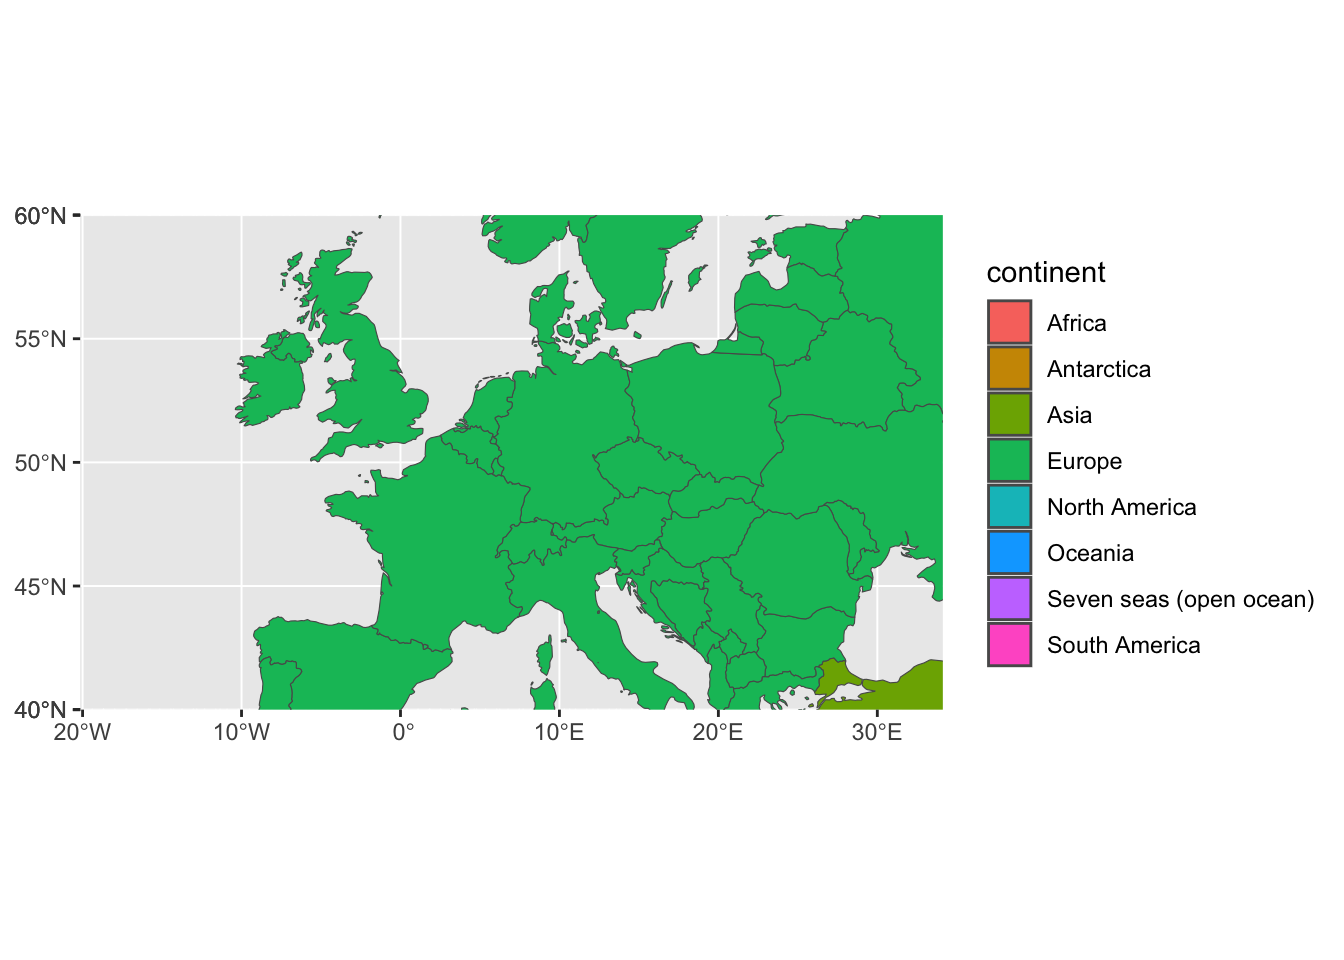 60°N
55°N
50°N
45°N
40°N
20°W
10°W
0°
10°E
20°E
30°E
continent
Africa
Antarctica
Asia
Europe
North America
Oceania
Seven seas (open ocean)
South America